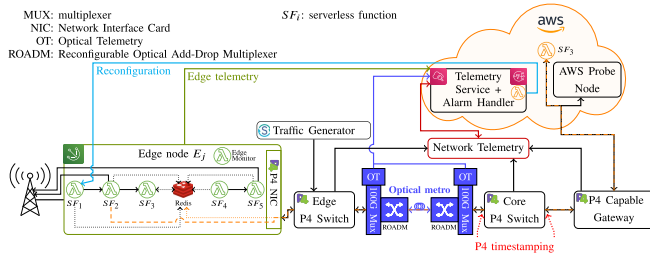 MUX: multiplexer
NIC: Network Interface Card
OT: Optical Telemetry
ROADM: Reconfigurable Optical Add-Drop Multiplexer
SFi: serverless function
aws
SF3
AWS Probe
Node
Reconfiguration
Edge telemetry
Telemetry
Service +
Alarm Handler
Traffic Generator
Edge node Ej
Edge
Monitor
Network Telemetry
P4 NIC
SF1
SF2
SF3
Redis
SF4
SF5
Edge
P4 Switch
OT
100G Mux
Optical metro
ROADM
ROADM
OT
100G Mux
Core
P4 Switch
P4 Capable
Gateway
P4 timestamping